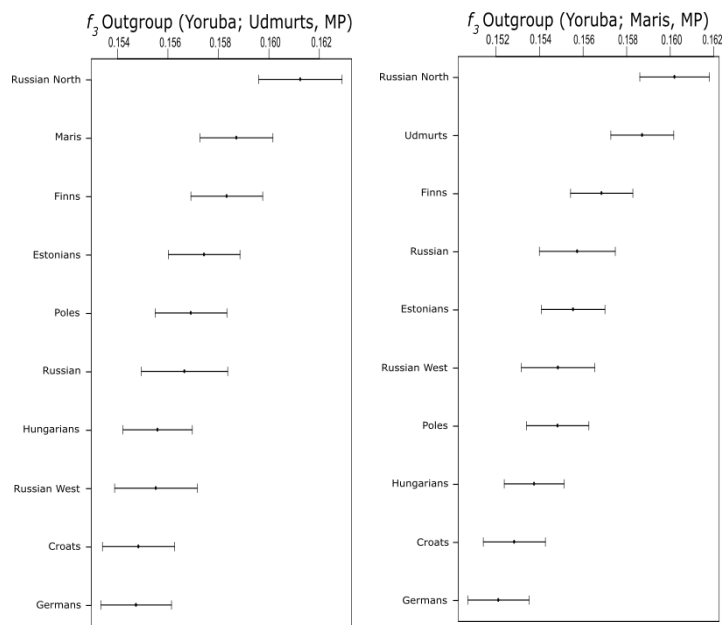 f3 Outgroup (Yoruba; Udmurts, MP)
0.154 0.156 0.158 0.160 0.162
Russian North
Maris
Finns
Estonians
Poles
Russian
Hungarians
Russian West
Croats
Germans
f3 Outgroup (Yoruba; Maris, MP)
0.152 0.154 0.156 0.158 0.160 0.162
Russian North
Udmurts
Finns
Russian
Estonians
Russian West
Poles
Hungarians
Croats
Germans